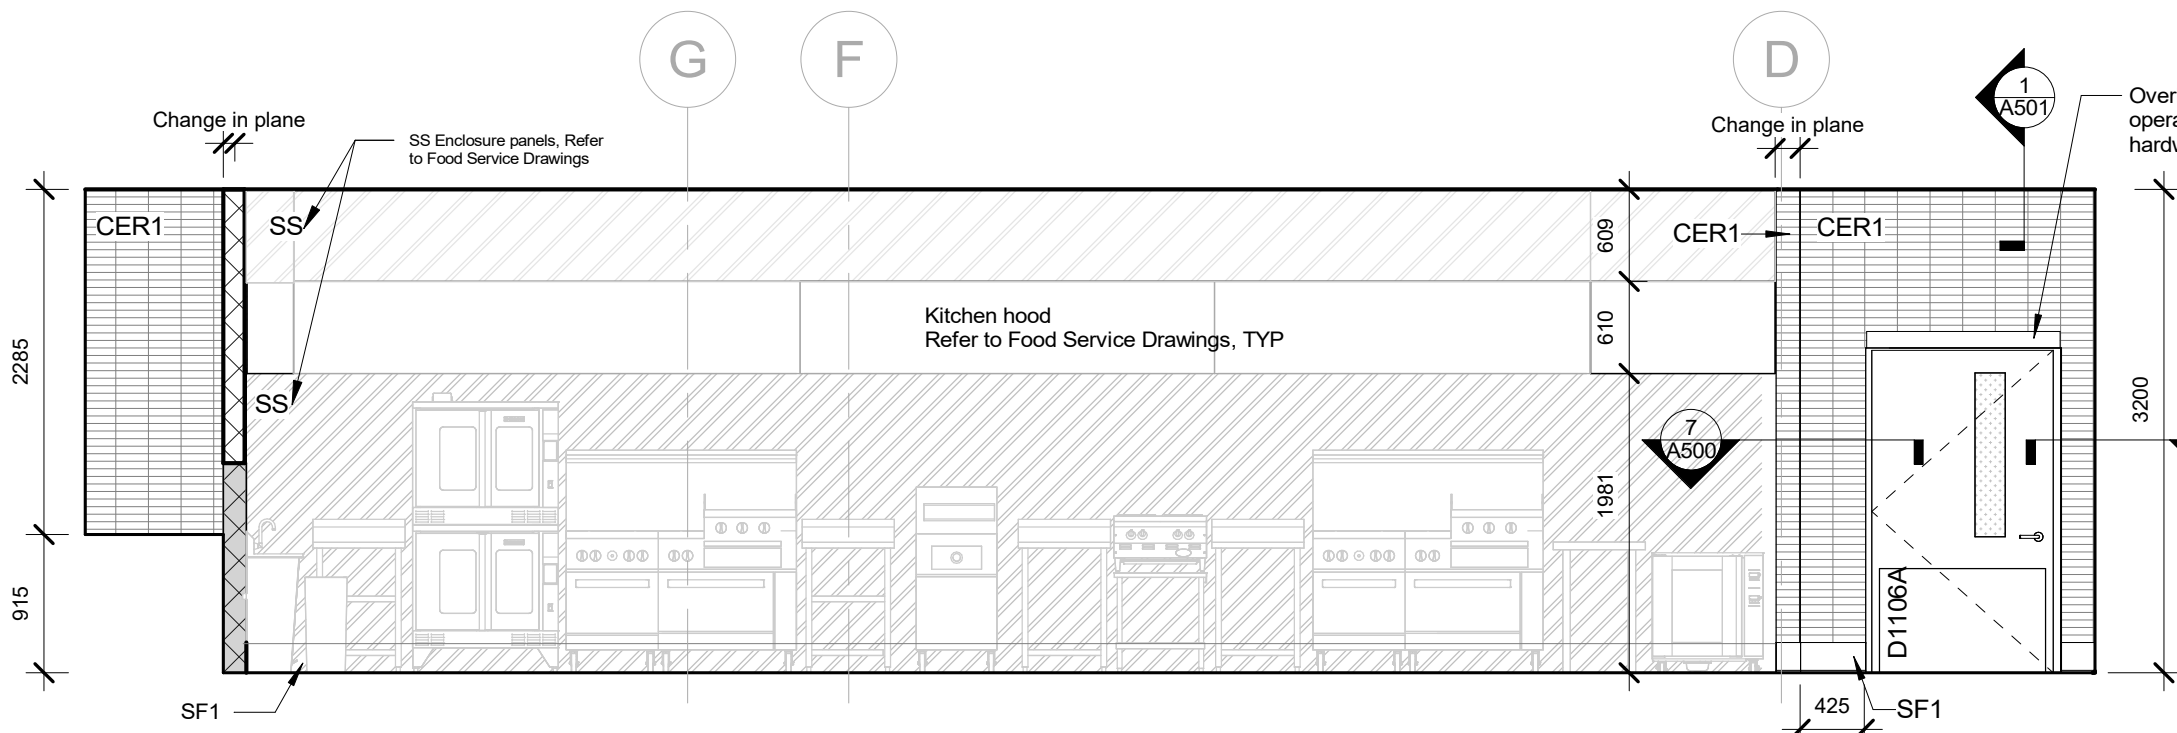 G
F
D
1
A501
Over
opera
hardw
Change in plane
SS Enclosure panels, Refer
to Food Service Drawings
Change in plane
CER1
SS
609
CER1
CER1
Kitchen hood
Refer to Food Service Drawings, TYP
610
2285
SS
3200
7
A500
1981
915
D1106A
SF1
425
SF1